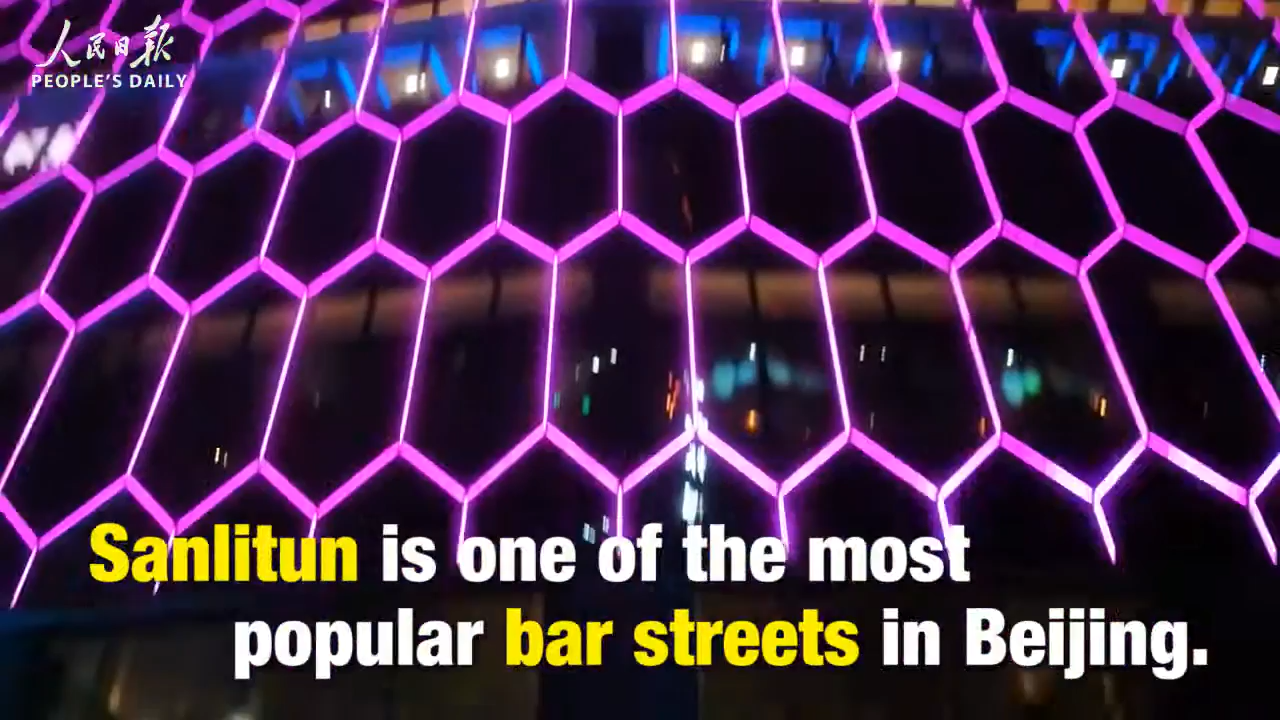 人民日报
PEOPLE'S DAILY
Sanlitun is one of the most
popular bar streets in Beijing.